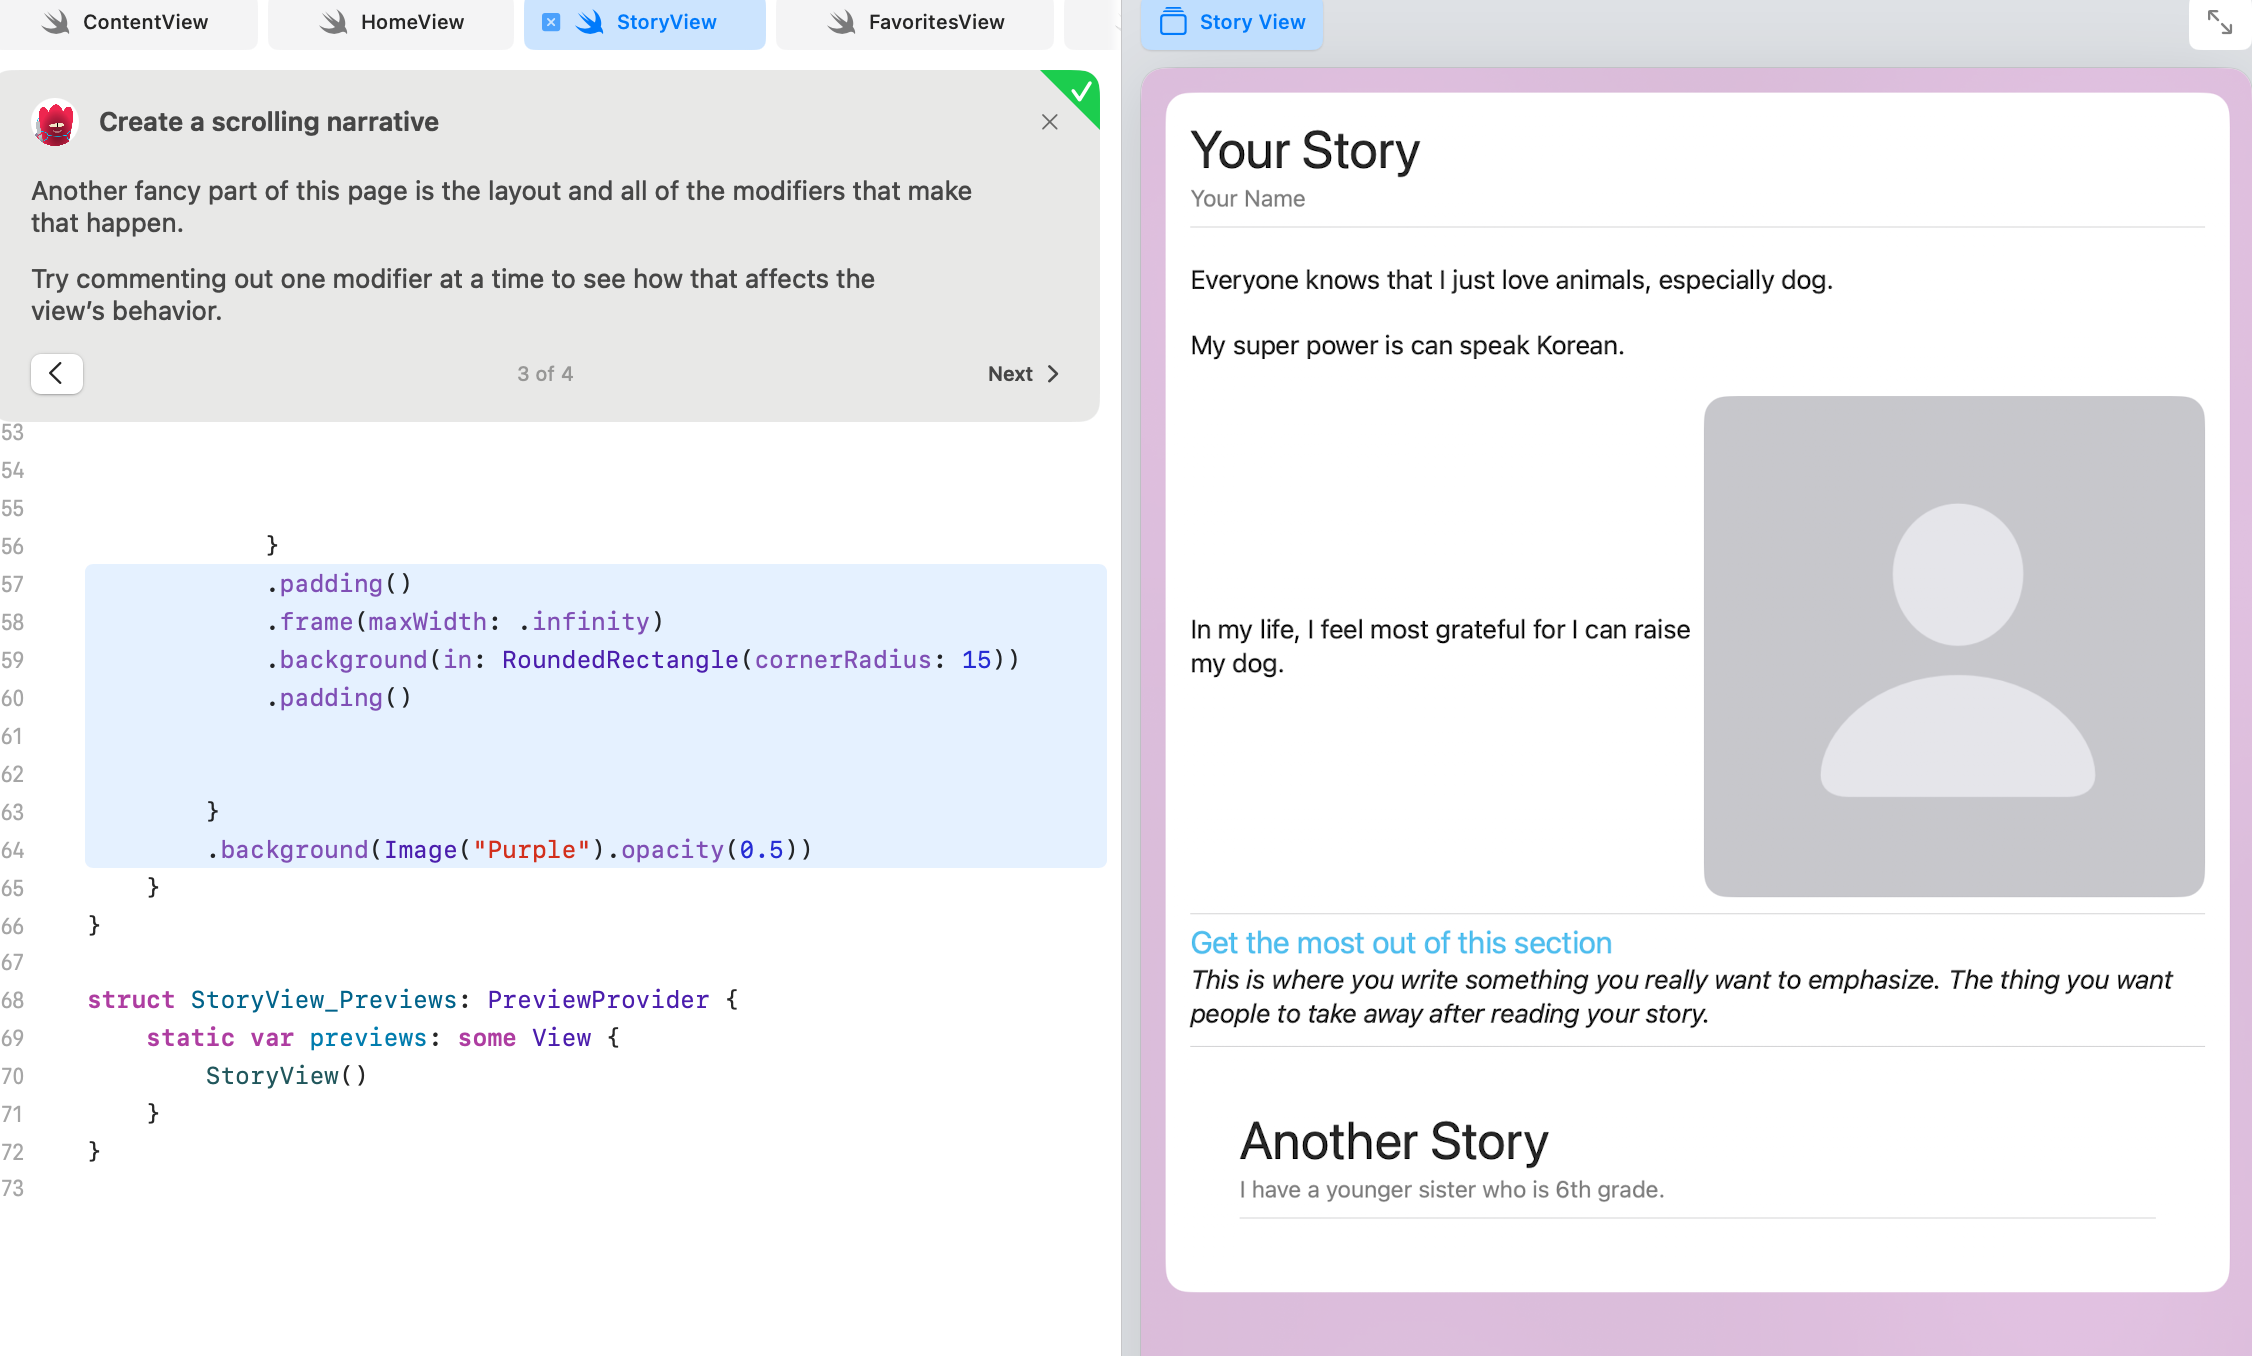 ContentView
HomeView
StoryView
FavoritesView
Create a scrolling narrative
Another fancy part of this page is the layout and all of the modifiers that make
that happen.
Try commenting out one modifier at a time to see how that affects the
view’s behavior.
3 of 4
Next
53
54
55
56 }
57 .padding()
58 .frame(maxWidth: .infinity)
59 .background(in: RoundedRectangle(cornerRadius: 15))
60 .padding()
61
62
63 }
64 .background(Image("Purple").opacity(0.5))
65 }
66 }
67
68 struct StoryView_Previews: PreviewProvider {
69 static var previews: some View {
70 StoryView()
71 }
72 }
73
Story View
Your Story
Your Name
Everyone knows that I just love animals, especially dog.
My super power is can speak Korean.
In my life, I feel most grateful for I can raise
my dog.
Get the most out of this section
This is where you write something you really want to emphasize. The thing you want
people to take away after reading your story.
Another Story
I have a younger sister who is 6th grade.